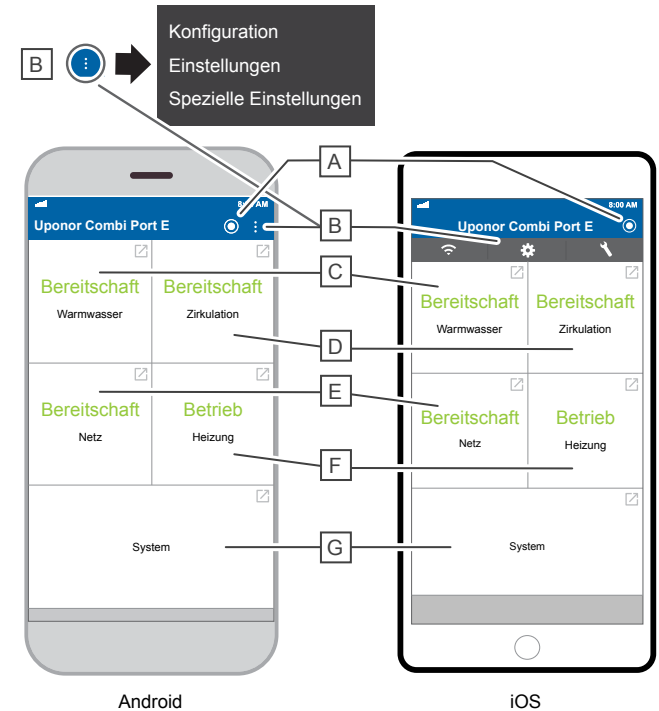 Konfiguration
B
Einstellungen
Spezielle Einstellungen
A
8:00 AM
8:00 AM
Uponor Combi Port E
B
Uponor Combi Port E
C
Bereitschaft
Bereitschaft
Bereitschaft
Bereitschaft
Warmwasser
Zirkulation
Warmwasser
Zirkulation
D
E
Bereitschaft
Betrieb
Bereitschaft
Betrieb
Netz
Heizung
Netz
Heizung
F
G
System
System
Android
iOS